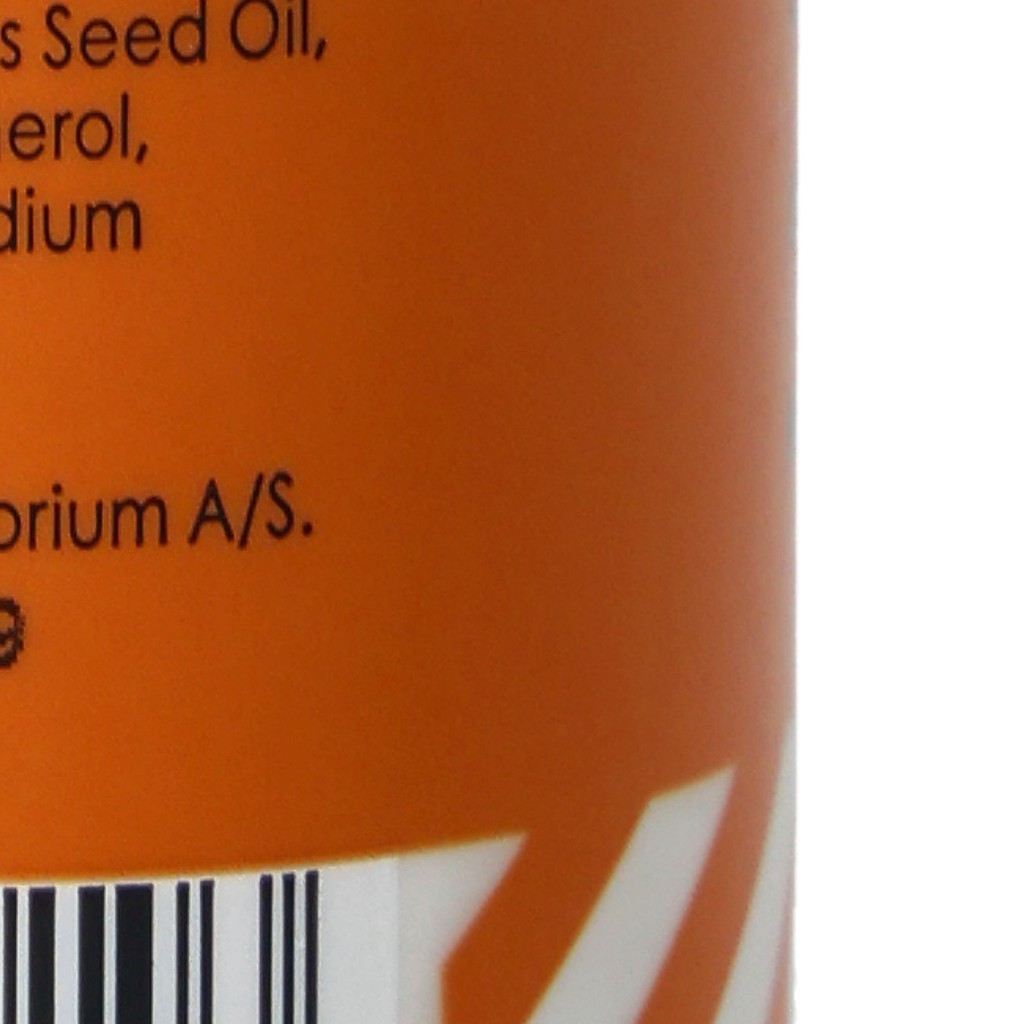 s Seed Oil,
erol,
dium
orium A/S.